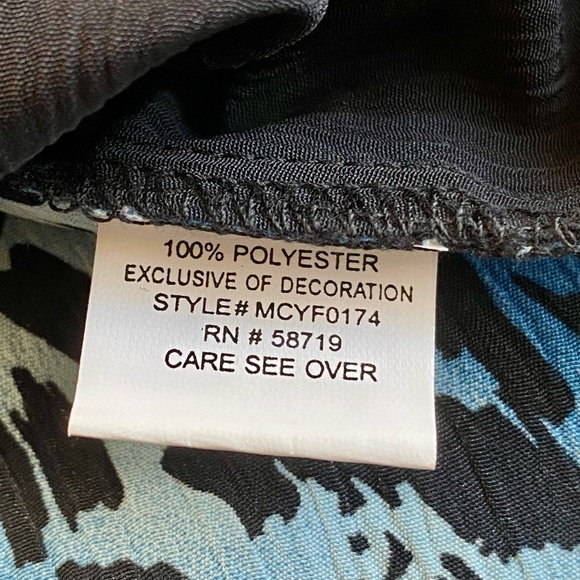 100% POLYESTER
EXCLUSIVE OF DECORATION
STYLE# MCYF0174
RN # 58719
CARE SEE OVER